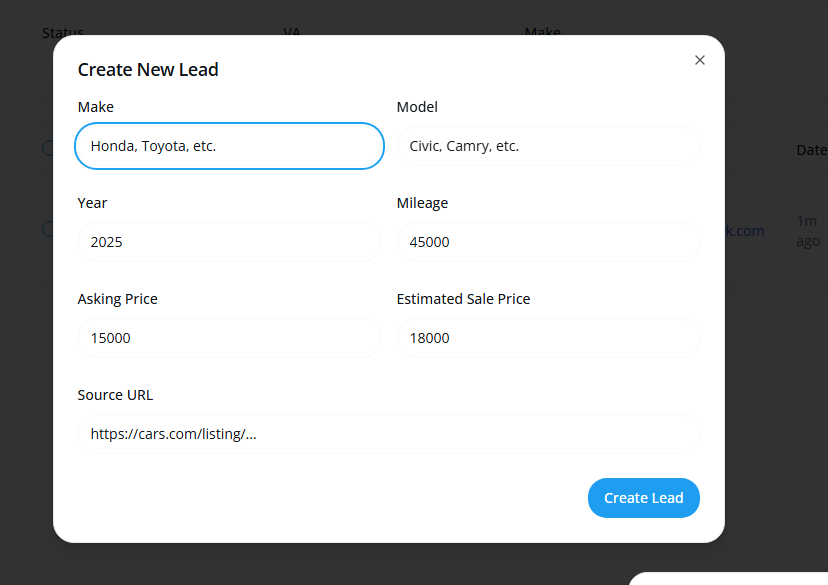 Status VA Make
Create New Lead
Make Model
Honda, Toyota, etc. Civic, Camry, etc.
Date
Year Mileage
1m
2025 45000
k.com
ago
Asking Price Estimated Sale Price
15000 18000
Source URL
https://cars.com/listing/...
Create Lead